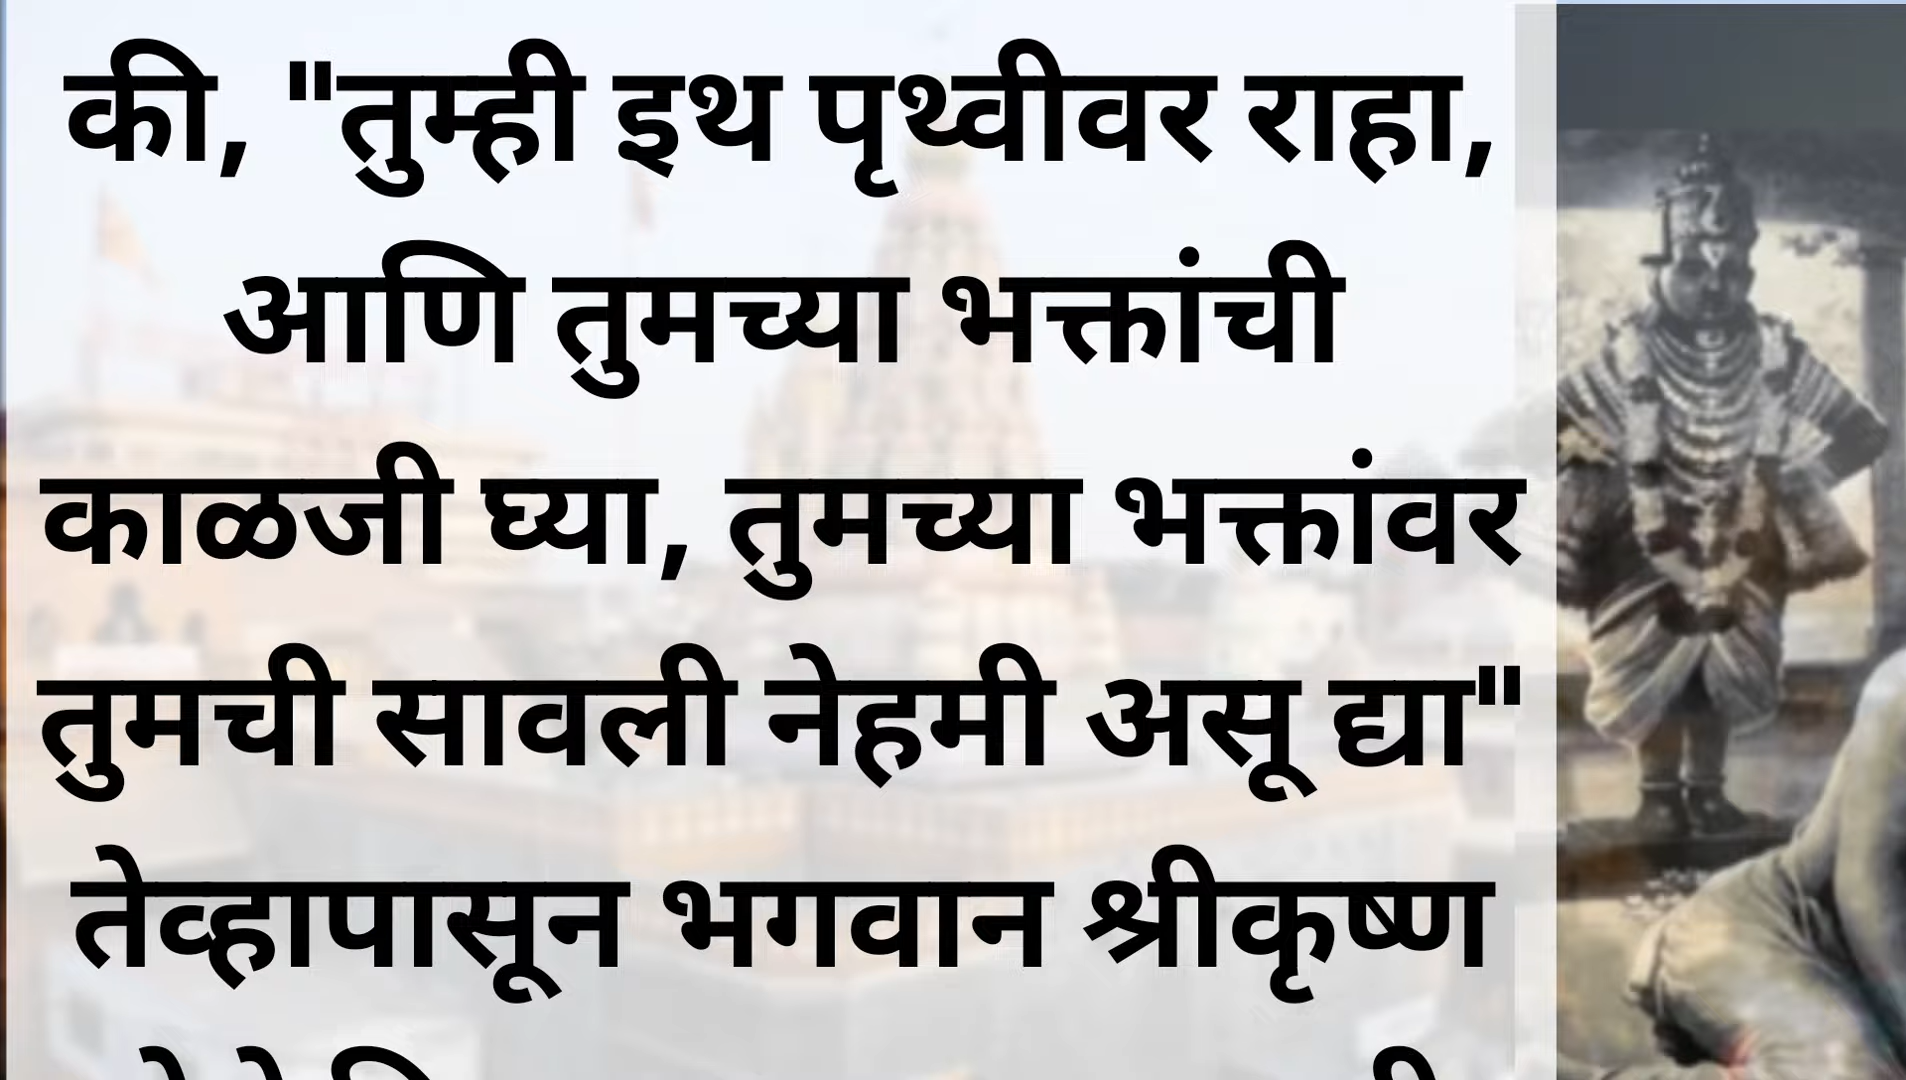 की, "तुम्ही इथ पृथ्वीवर राहा,
आणि तुमच्या भक्तांची
काळजी घ्या, तुमच्या भक्तांवर
तुमची सावली नेहमी असू द्या"
तेव्हापासून भगवान श्रीकृष्ण